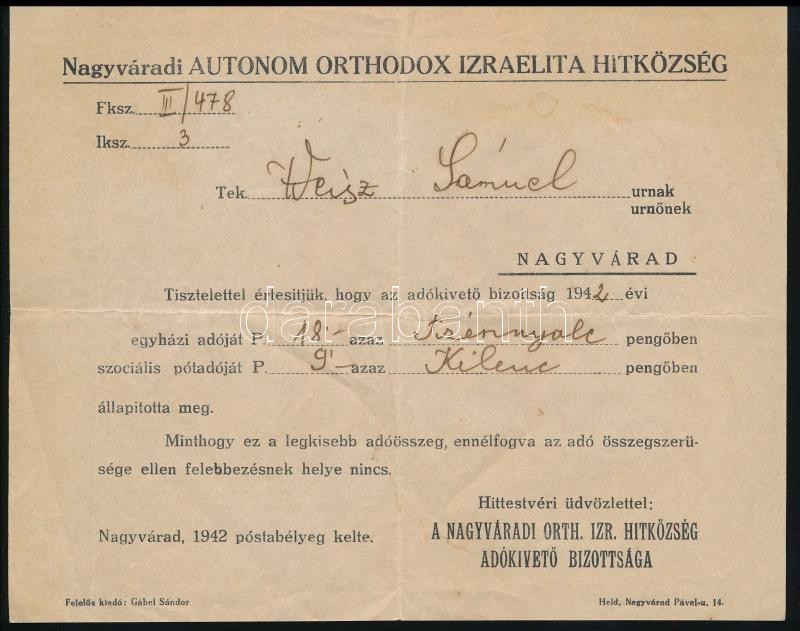 Nagyváradi AUTONOM ORTHODOX IZRAELITA HITKÖZSÉG
Fksz. III/478
Iksz. 3
Tek. Weisz Sámuel urnak
urnőnek
NAGYVÁRAD
Tisztelettel értesitjük, hogy az adókivető bizottság 1942 évi
egyházi adóját P. 18·- azaz Tizennyolc pengőben
szociális pótadóját P. 9·- azaz Kilenc pengőben
állapitotta meg.
darabanth
Minthogy ez a legkisebb adóösszeg, ennélfogva az adó összegszerü-
sége ellen felebbezésnek helye nincs.
Hittestvéri üdvözlettel:
Nagyvárad, 1942 póstabélyeg kelte.
A NAGYVÁRADI ORTH. IZR. HITKÖZSÉG
ADÓKIVETŐ BIZOTTSÁGA
Felelős kiadó: Gábel Sándor
Held, Nagyvárad Pável-u. 14.